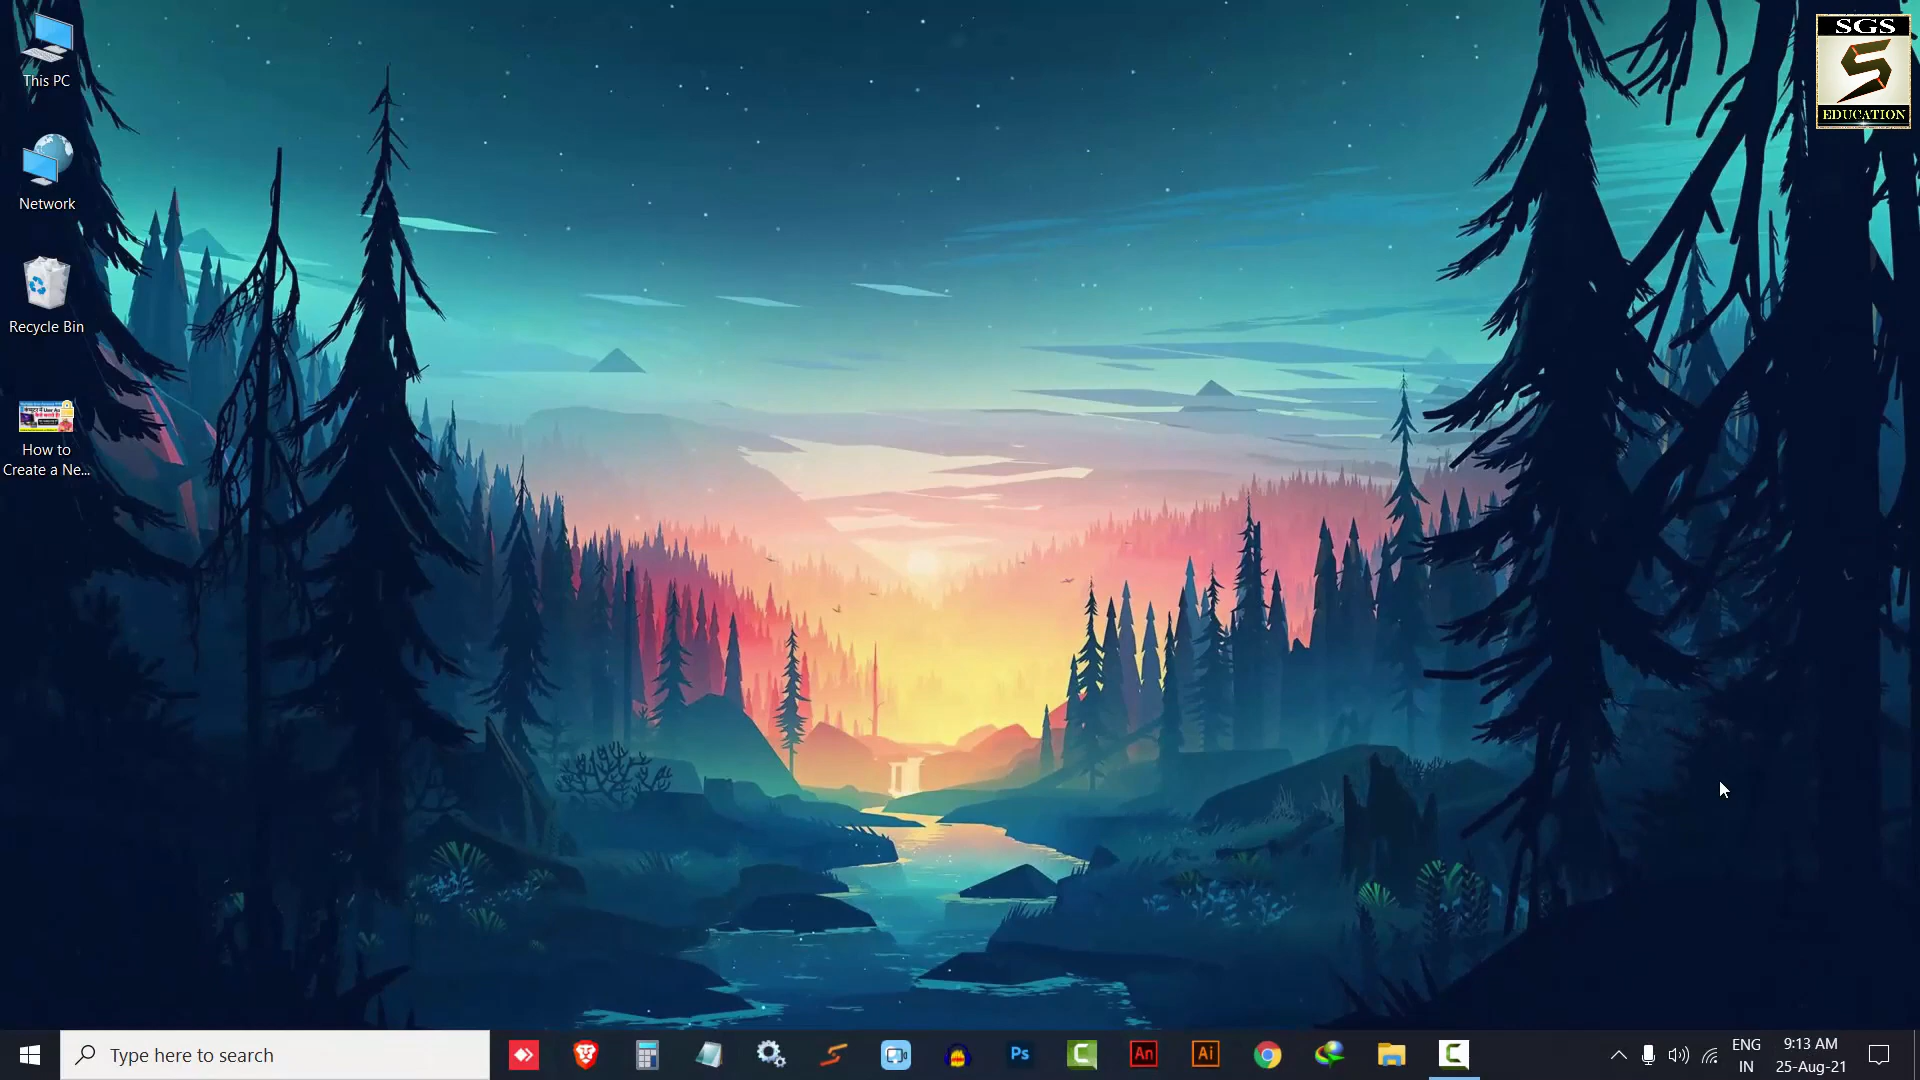 This PC
Network
Recycle Bin
How to
Create a Ne...
SGS
S
EDUCATION
Type here to search
Ps
An
Ai
ENG
IN
9:13 AM
25-Aug-21